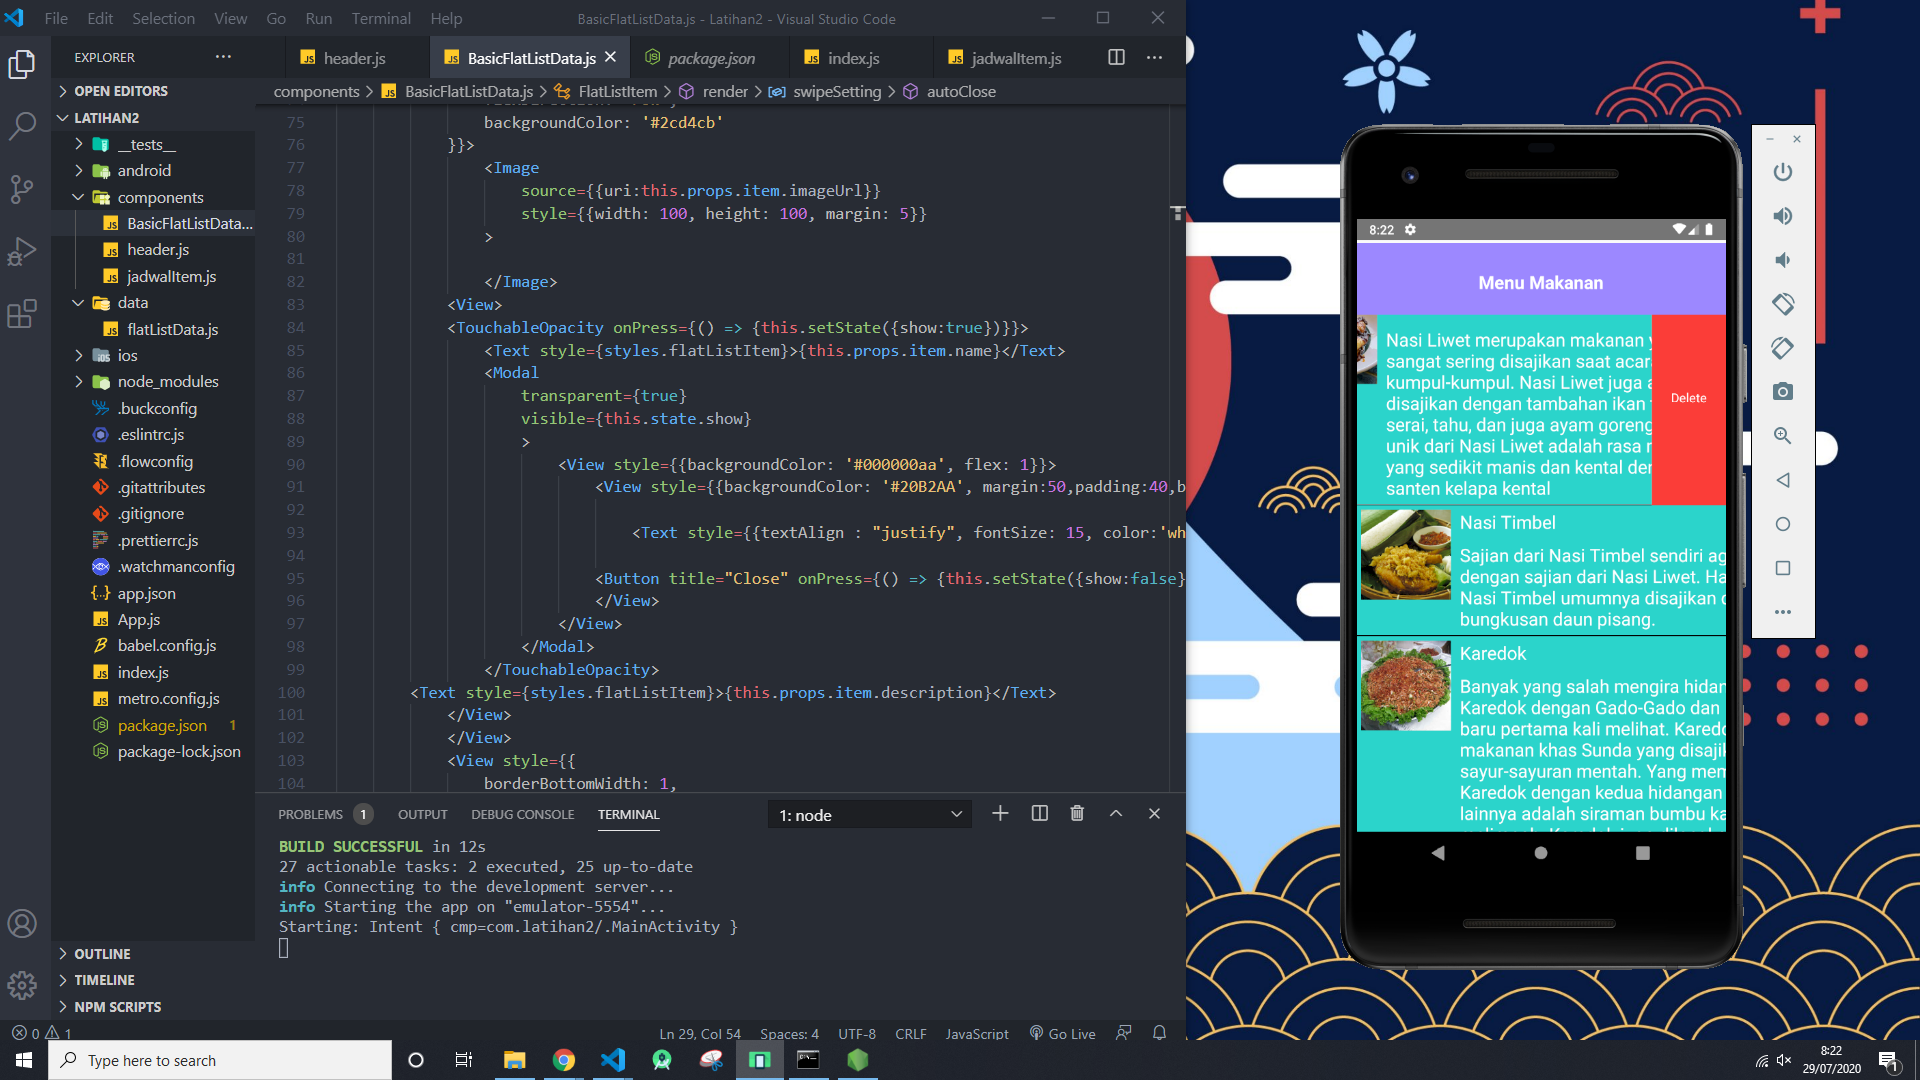 File Edit Selection View Go Run Terminal Help
BasicFlatListData.js - Latihan2 - Visual Studio Code
EXPLORER
OPEN EDITORS
LATIHAN2
__tests__
android
components
BasicFlatListData...
header.js
jadwalItem.js
data
flatListData.js
ios
node_modules
.buckconfig
.eslintrc.js
.flowconfig
.gitattributes
.gitignore
.prettierrc.js
.watchmanconfig
app.json
App.js
babel.config.js
index.js
metro.config.js
package.json 1
package-lock.json
OUTLINE
TIMELINE
NPM SCRIPTS
header.js BasicFlatListData.js package.json index.js jadwalItem.js
components > BasicFlatListData.js > FlatListItem > render > swipeSetting > autoClose
75 backgroundColor: '#2cd4cb'
76 }}>
77 <Image
78 source={{uri:this.props.item.imageUrl}}
79 style={{width: 100, height: 100, margin: 5}}
80 >
81
82 </Image>
83 <View>
84 <TouchableOpacity onPress={() => {this.setState({show:true})}}>
85 <Text style={styles.flatListItem}>{this.props.item.name}</Text>
86 <Modal
87 transparent={true}
88 visible={this.state.show}
89 >
90 <View style={{backgroundColor: '#000000aa', flex: 1}}>
91 <View style={{backgroundColor: '#20B2AA', margin:50,padding:40,b
92
93 <Text style={{textAlign : "justify", fontSize: 15, color:'wh
94
95 <Button title="Close" onPress={() => {this.setState({show:false}
96 </View>
97 </View>
98 </Modal>
99 </TouchableOpacity>
100 <Text style={styles.flatListItem}>{this.props.item.description}</Text>
101 </View>
102 </View>
103 <View style={{
104 borderBottomWidth: 1,
PROBLEMS 1 OUTPUT DEBUG CONSOLE TERMINAL 1: node
BUILD SUCCESSFUL in 12s
27 actionable tasks: 2 executed, 25 up-to-date
info Connecting to the development server...
info Starting the app on "emulator-5554"...
Starting: Intent { cmp=com.latihan2/.MainActivity }
0 1 Ln 29, Col 54 Spaces: 4 UTF-8 CRLF JavaScript Go Live
Type here to search
8:22
29/07/2020
1
8:22
Menu Makanan
Nasi Liwet merupakan makanan y
sangat sering disajikan saat acar
kumpul-kumpul. Nasi Liwet juga a
disajikan dengan tambahan ikan
serai, tahu, dan juga ayam goreng
unik dari Nasi Liwet adalah rasa
yang sedikit manis dan kental der
santen kelapa kental
Delete
Nasi Timbel
Sajian dari Nasi Timbel sendiri ag
dengan sajian dari Nasi Liwet. Ha
Nasi Timbel umumnya disajikan
bungkusan daun pisang.
Karedok
Banyak yang salah mengira hidan
Karedok dengan Gado-Gado dan
baru pertama kali melihat. Karedo
makanan khas Sunda yang disajik
sayur-sayuran mentah. Yang mem
Karedok dengan kedua hidangan
lainnya adalah siraman bumbu ka